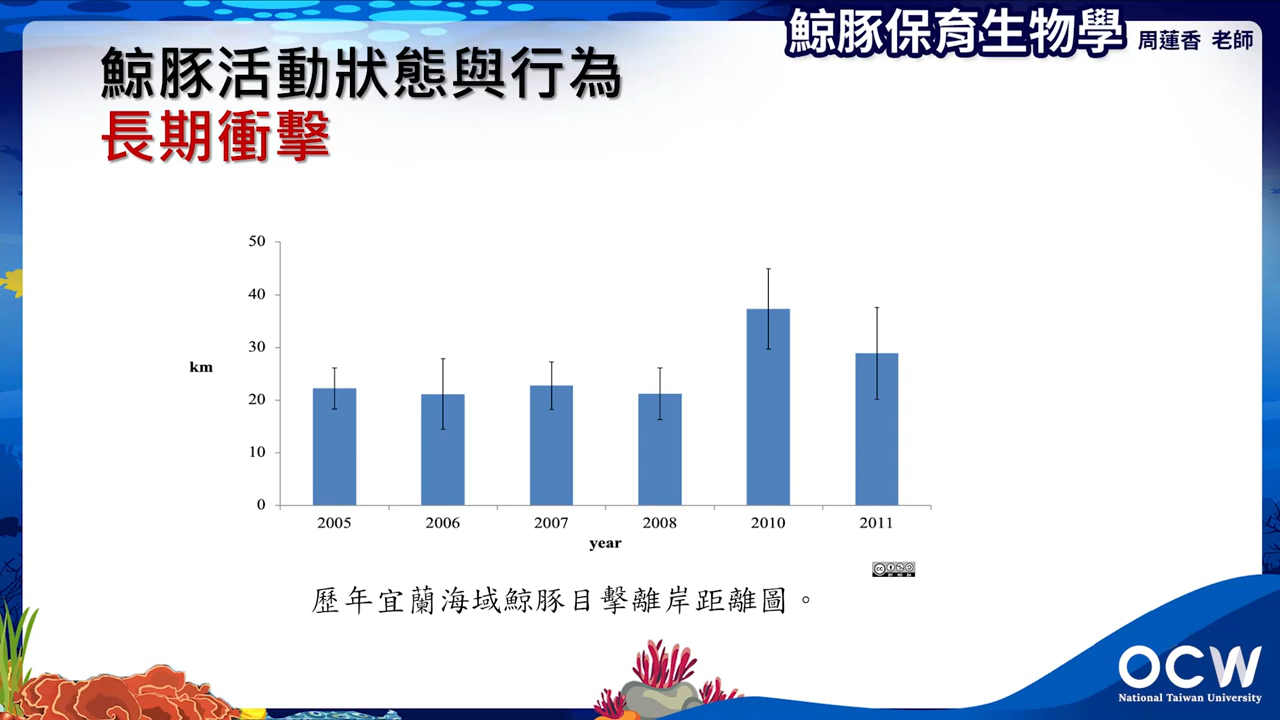 鯨豚保育生物學 周蓮香 老師
鯨豚活動狀態與行為
長期衝擊
50
40
30
20
10
0
km
2005 2006 2007 2008 2010 2011
year
歷年宜蘭海域鯨豚目擊離岸距離圖。
OCW
National Taiwan University